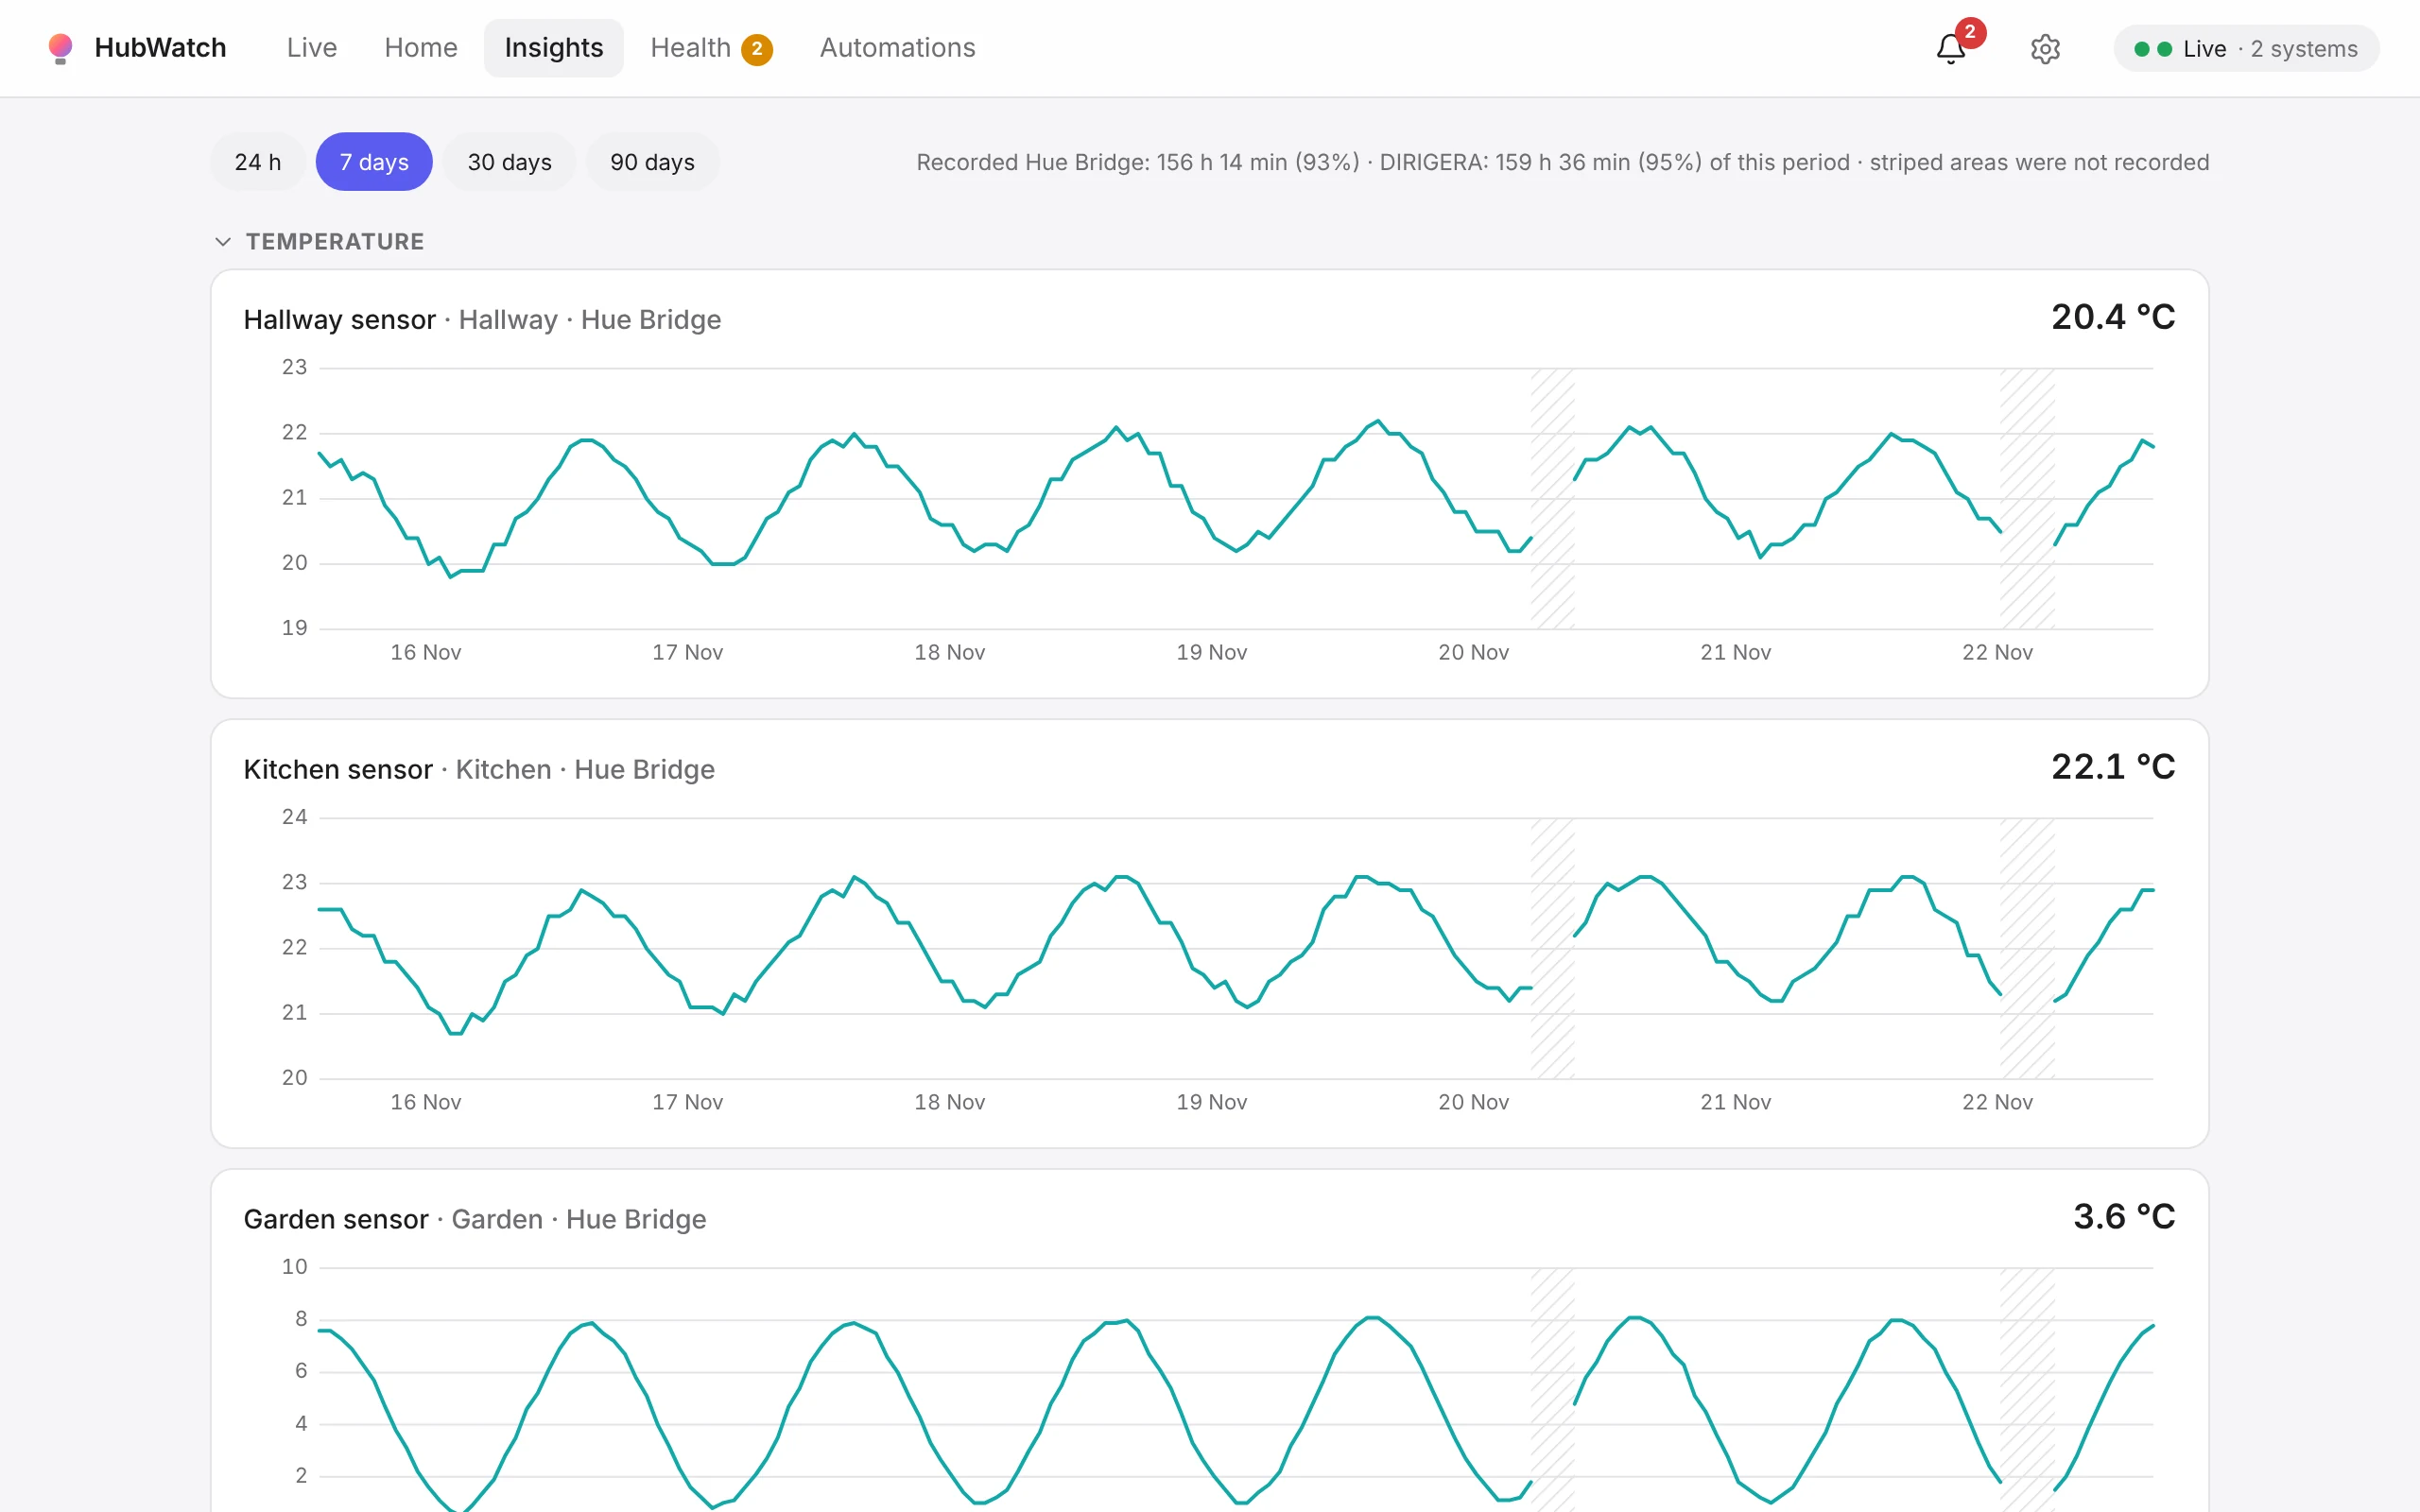 HubWatch Live Home Insights Health 2 Automations 2 Live · 2 systems
24 h 7 days 30 days 90 days Recorded Hue Bridge: 156 h 14 min (93%) · DIRIGERA: 159 h 36 min (95%) of this period · striped areas were not recorded
TEMPERATURE
Hallway sensor · Hallway · Hue Bridge 20.4 °C
23
22
21
20
19
16 Nov 17 Nov 18 Nov 19 Nov 20 Nov 21 Nov 22 Nov
Kitchen sensor · Kitchen · Hue Bridge 22.1 °C
24
23
22
21
20
16 Nov 17 Nov 18 Nov 19 Nov 20 Nov 21 Nov 22 Nov
Garden sensor · Garden · Hue Bridge 3.6 °C
10
8
6
4
2